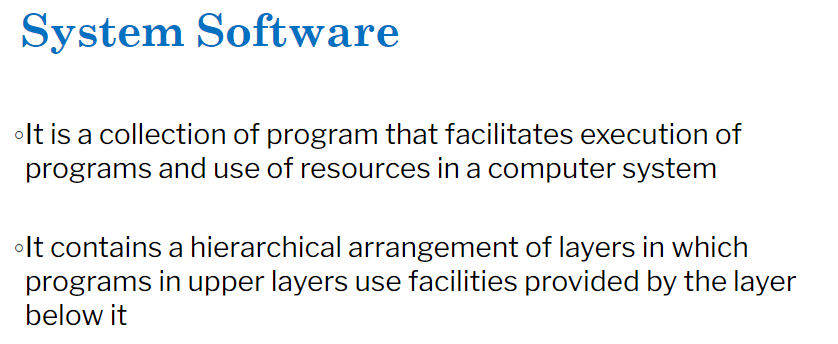 System Software
◦It is a collection of program that facilitates execution of
programs and use of resources in a computer system
◦It contains a hierarchical arrangement of layers in which
programs in upper layers use facilities provided by the layer
below it